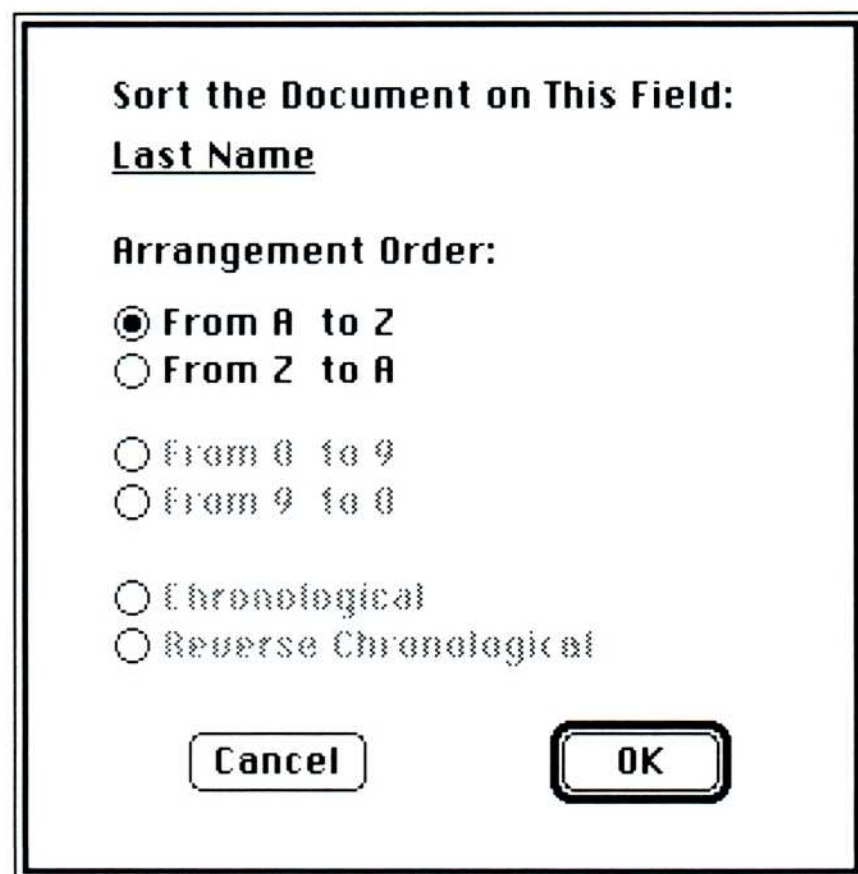 Sort the Document on This Field:
Last Name
Arrangement Order:
From A to Z
From Z to A
From 0 to 9
From 9 to 0
Chronological
Reverse Chronological
Cancel
OK